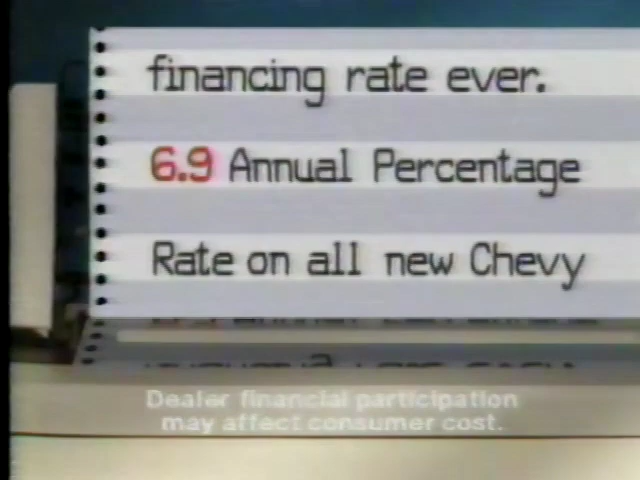 financing rate ever.
6.9 Annual Percentage
Rate on all new Chevy
Dealer financial participation
may affect consumer cost.